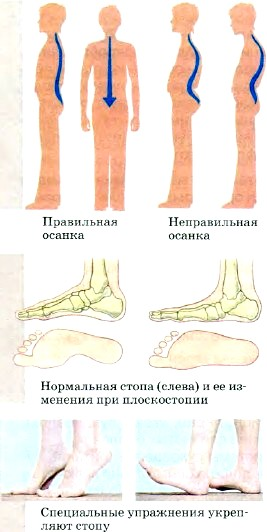 Правильная
осанка
Неправильная
осанка
Нормальная стопа (слева) и ее из-
менения при плоскостопии
Специальные упражнения укреп-
ляют стопу